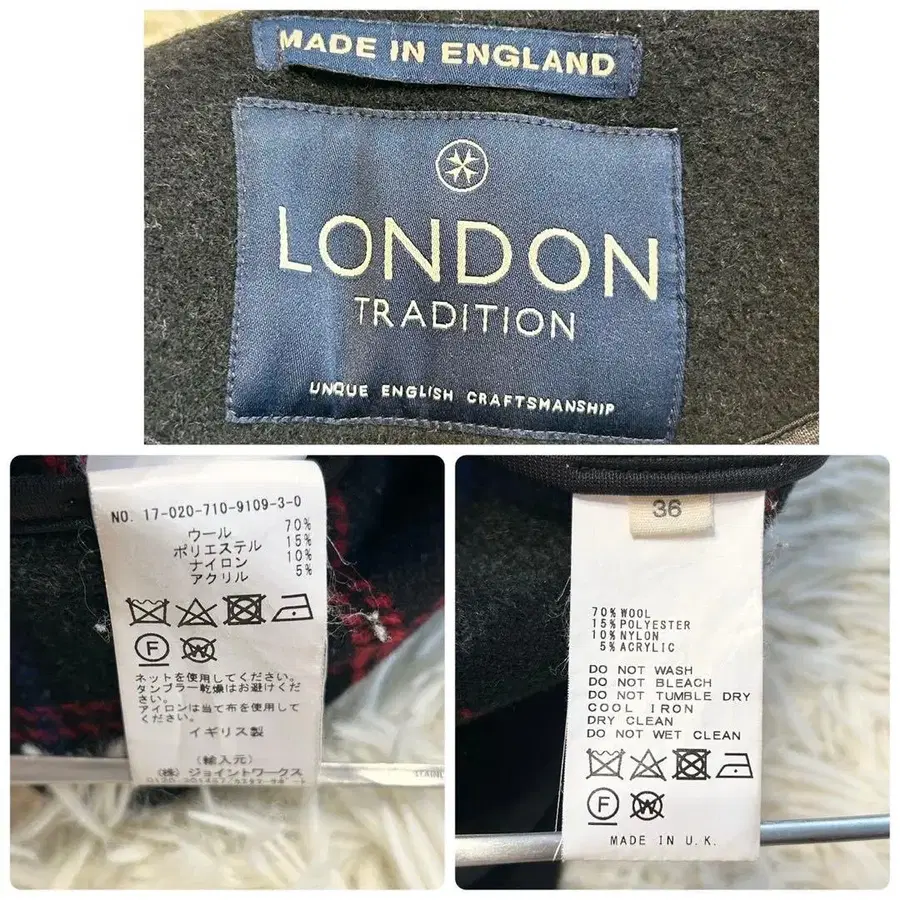 MADE IN ENGLAND
LONDON
TRADITION
UNIQUE ENGLISH CRAFTSMANSHIP
NO. 17-020-710-9109-3-0
ウール 70%
ポリエステル 15%
ナイロン 10%
アクリル 5%
F
W
ネットを使用してください。
タンブラー乾燥はお避けくだ
さい。
アイロンは当て布を使用して
ください。
イギリス製
(輸入元)
(株) ジョイントワークス
36
70% WOOL
15% POLYESTER
10% NYLON
5% ACRYLIC
DO NOT WASH
DO NOT BLEACH
DO NOT TUMBLE DRY
COOL IRON
DRY CLEAN
DO NOT WET CLEAN
F
W
MADE IN U.K.